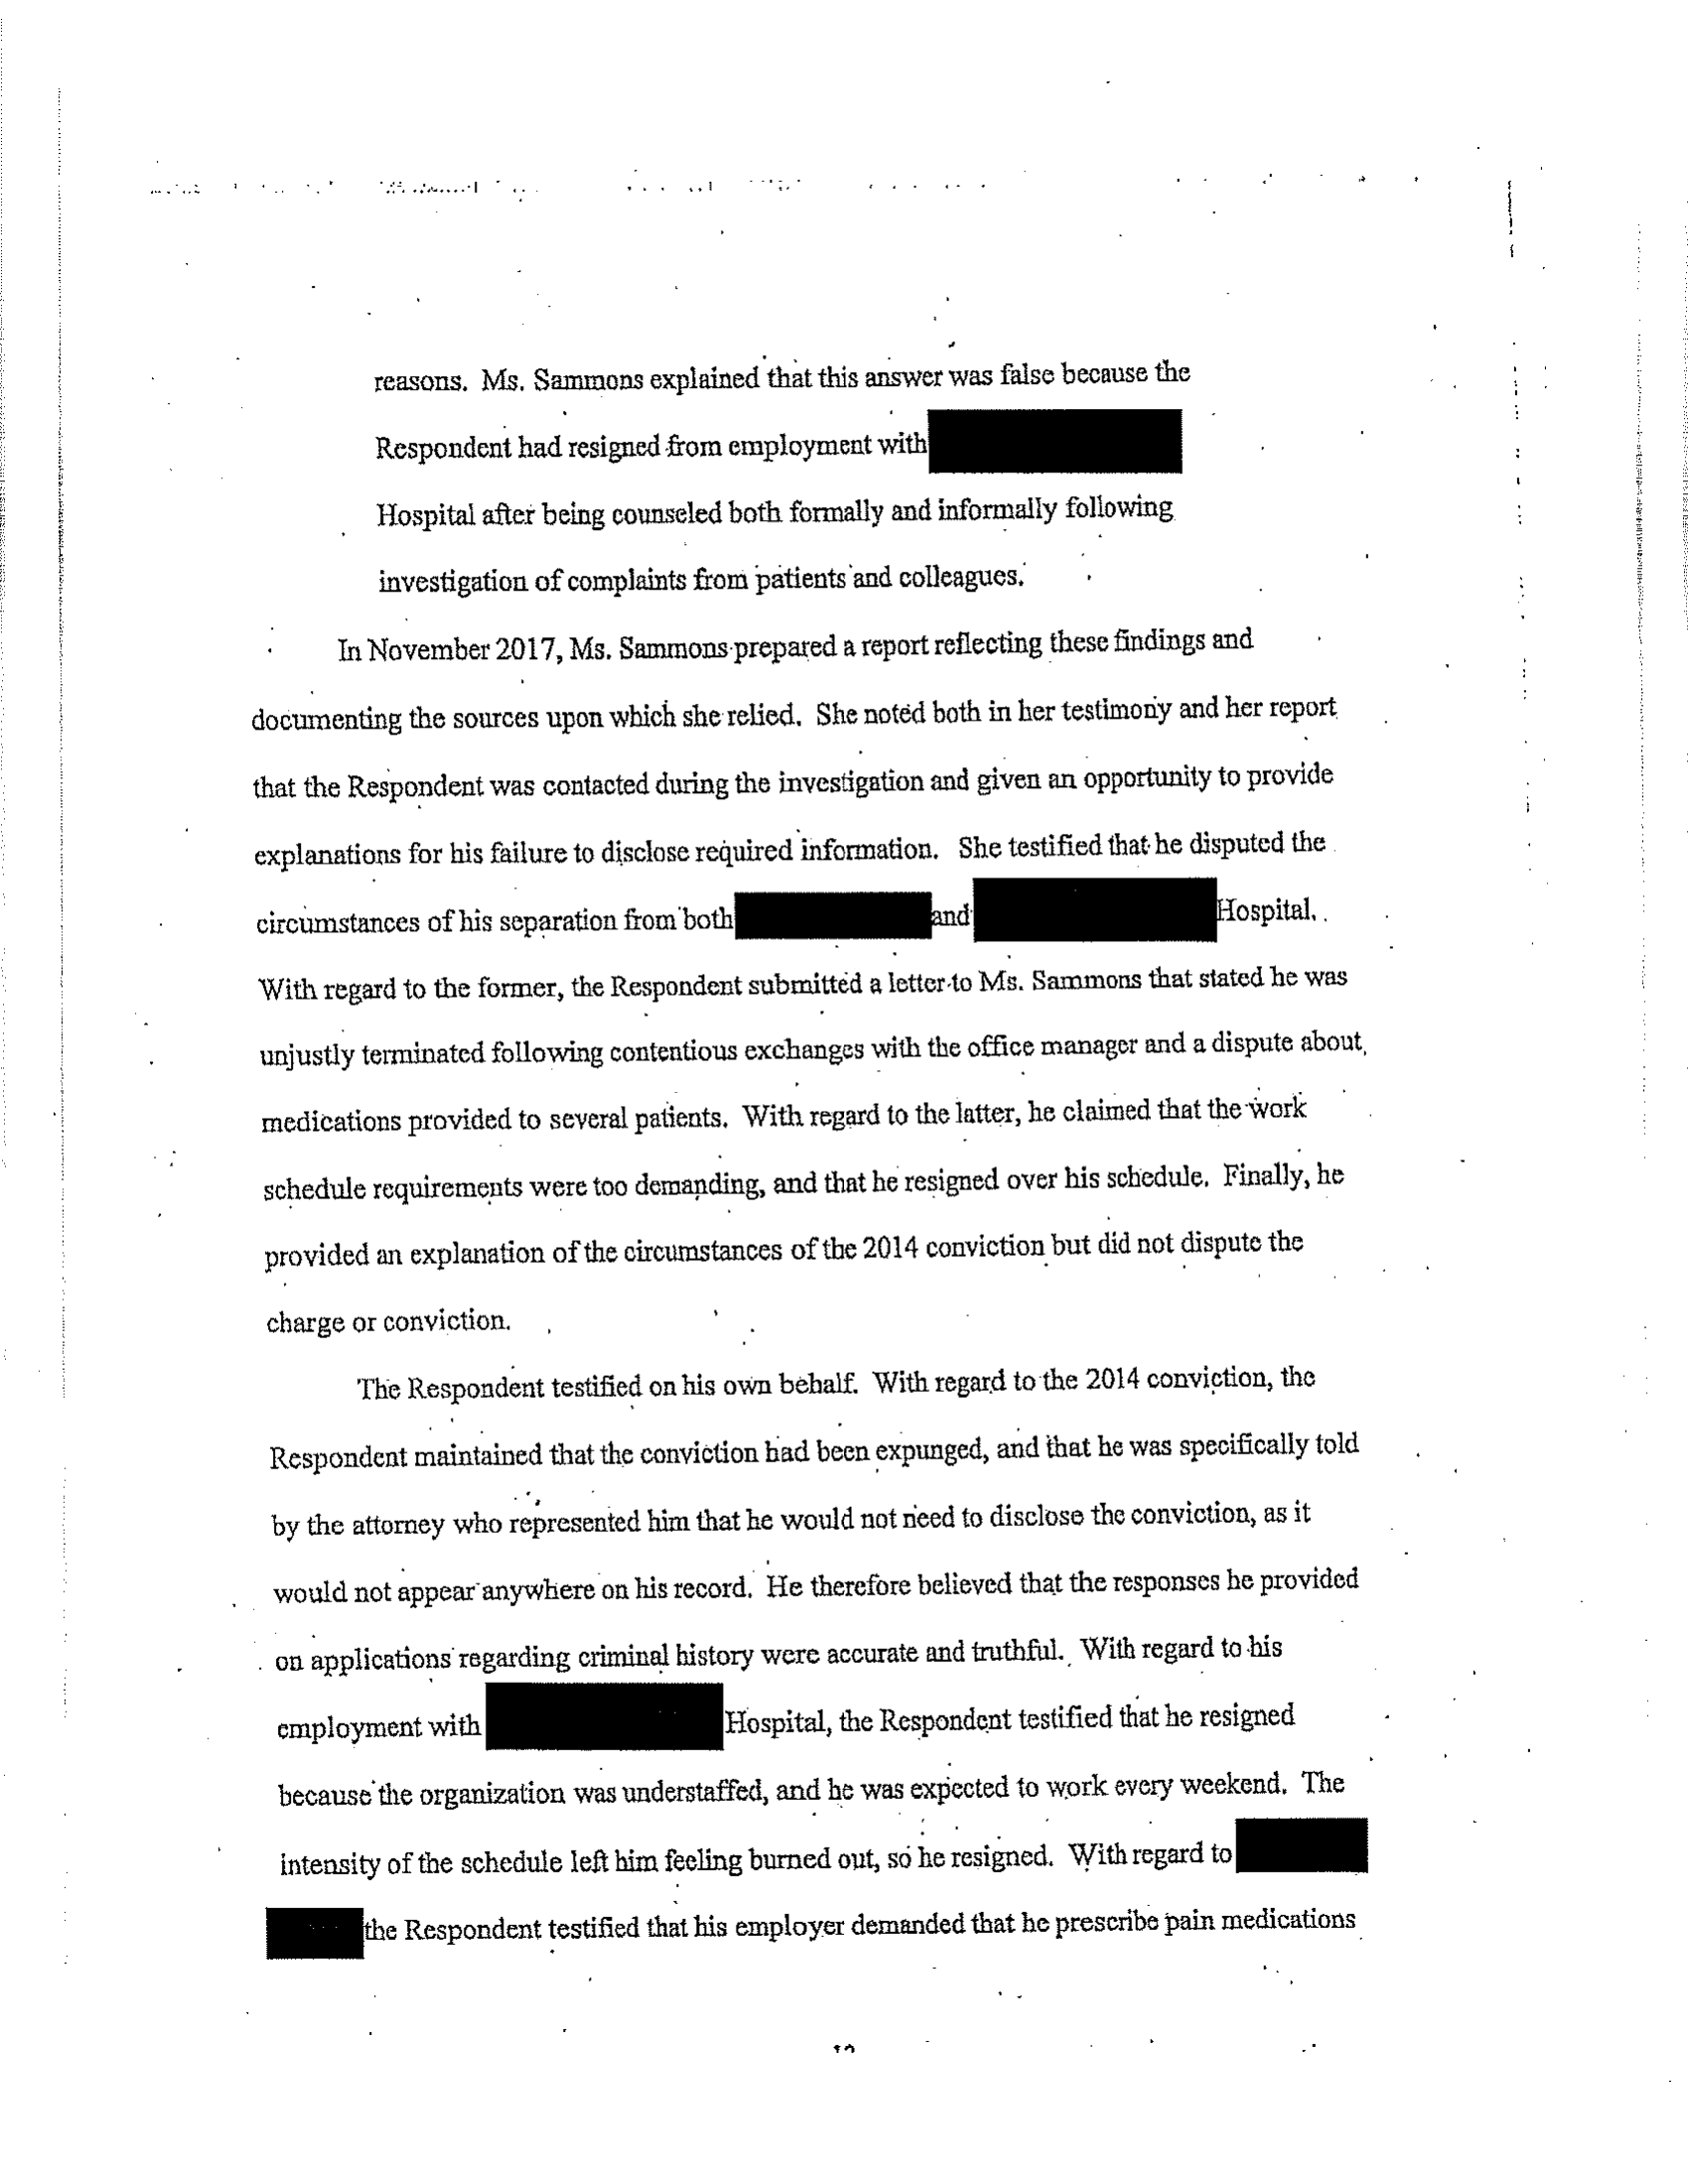 reasons. Ms. Sammons explained that this answer was false because the
Respondent had resigned from employment with
Hospital after being counseled both formally and informally following
investigation of complaints from patients and colleagues.
In November 2017, Ms. Sammons prepared a report reflecting these findings and
documenting the sources upon which she relied. She noted both in her testimony and her report
that the Respondent was contacted during the investigation and given an opportunity to provide
explanations for his failure to disclose required information. She testified that he disputed the
circumstances of his separation from both and Hospital.
With regard to the former, the Respondent submitted a letter to Ms. Sammons that stated he was
unjustly terminated following contentious exchanges with the office manager and a dispute about
medications provided to several patients. With regard to the latter, he claimed that the work
schedule requirements were too demanding, and that he resigned over his schedule. Finally, he
provided an explanation of the circumstances of the 2014 conviction but did not dispute the
charge or conviction.
The Respondent testified on his own behalf. With regard to the 2014 conviction, the
Respondent maintained that the conviction had been expunged, and that he was specifically told
by the attorney who represented him that he would not need to disclose the conviction, as it
would not appear anywhere on his record. He therefore believed that the responses he provided
on applications regarding criminal history were accurate and truthful. With regard to his
employment with Hospital, the Respondent testified that he resigned
because the organization was understaffed, and he was expected to work every weekend. The
intensity of the schedule left him feeling burned out, so he resigned. With regard to
the Respondent testified that his employer demanded that he prescribe pain medications